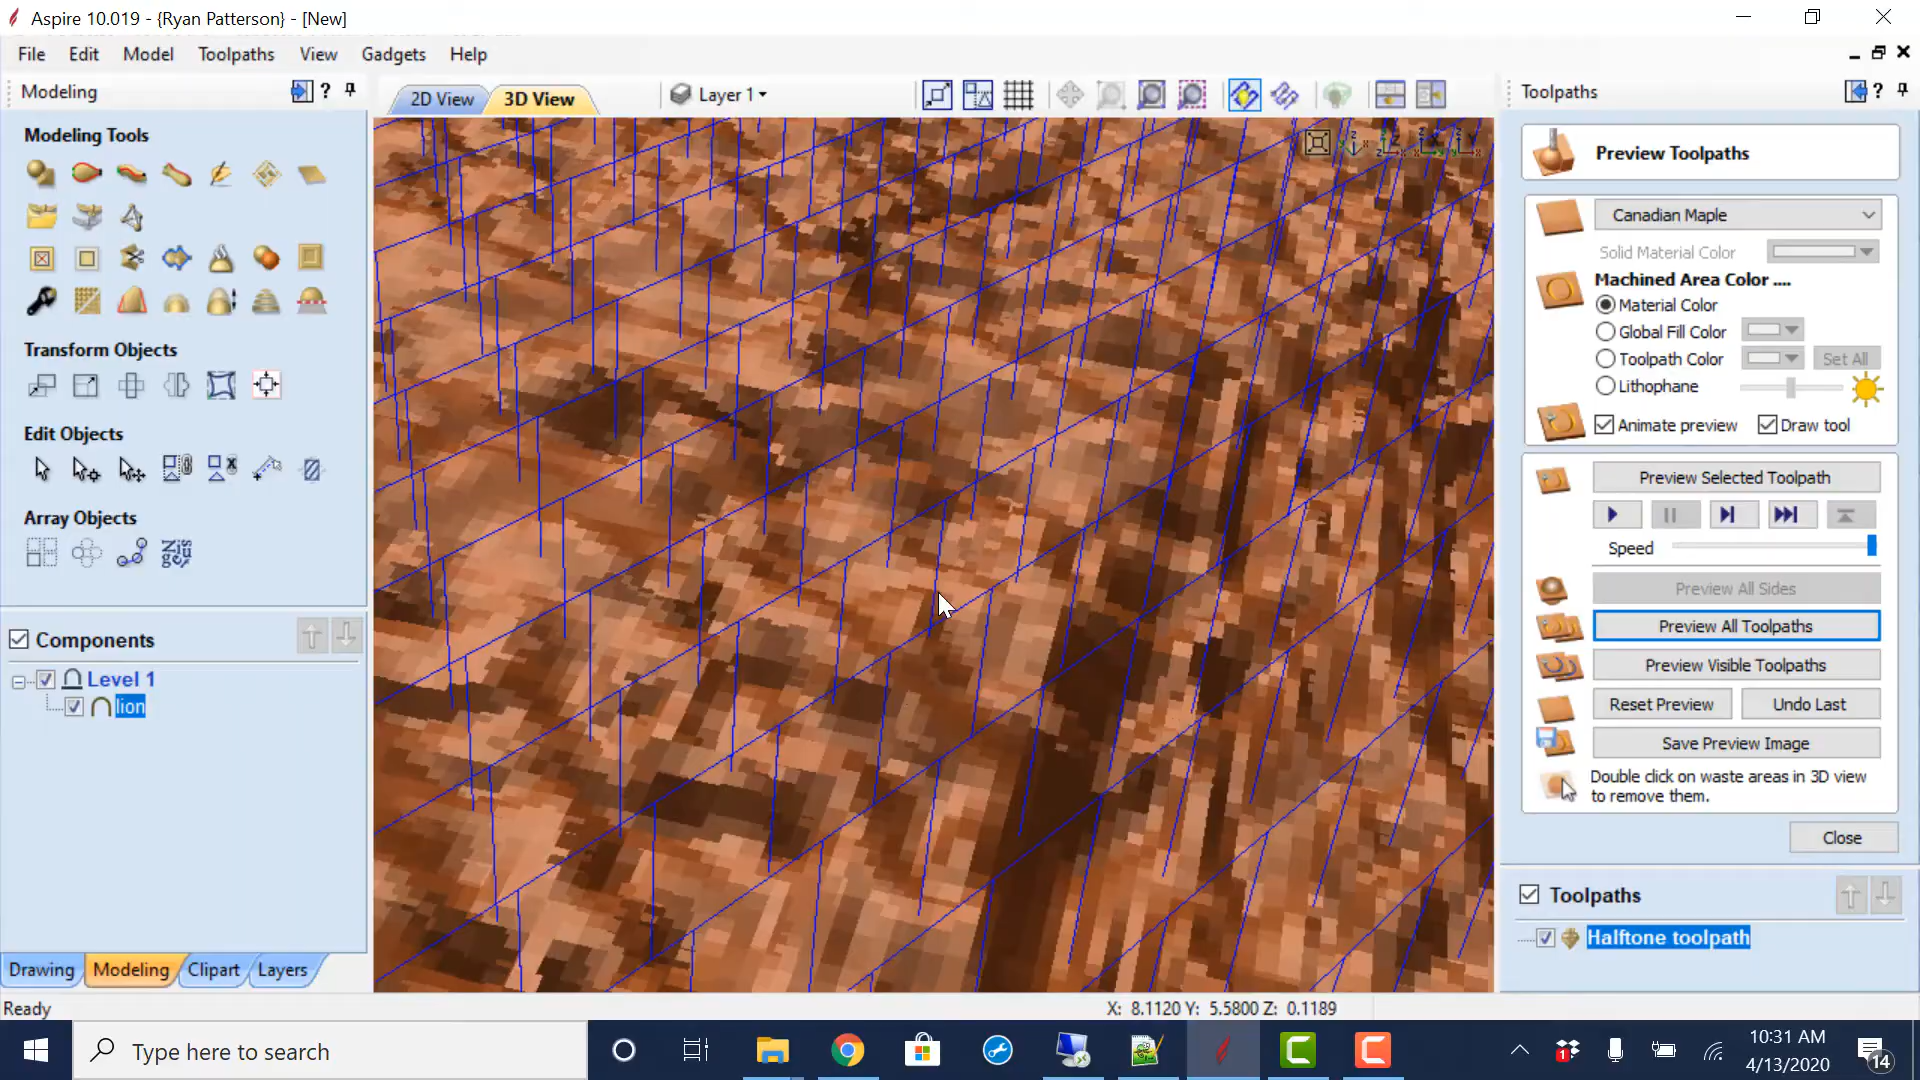 Aspire 10.019 - {Ryan Patterson} - [New]
File Edit Model Toolpaths View Gadgets Help
Modeling
2D View
3D View
Layer 1
Toolpaths
Modeling Tools
Transform Objects
Edit Objects
Array Objects
Components
Level 1
lion
Drawing Modeling Clipart Layers
Preview Toolpaths
Canadian Maple
Solid Material Color
Machined Area Color ....
Material Color
Global Fill Color
Toolpath Color Set All
Lithophane
Animate preview Draw tool
Preview Selected Toolpath
Speed
Preview All Sides
Preview All Toolpaths
Preview Visible Toolpaths
Reset Preview Undo Last
Save Preview Image
Double click on waste areas in 3D view
to remove them.
Close
Toolpaths
Halftone toolpath
Ready
X: 8.1120 Y: 5.5800 Z: 0.1189
Type here to search
10:31 AM
4/13/2020
1
14